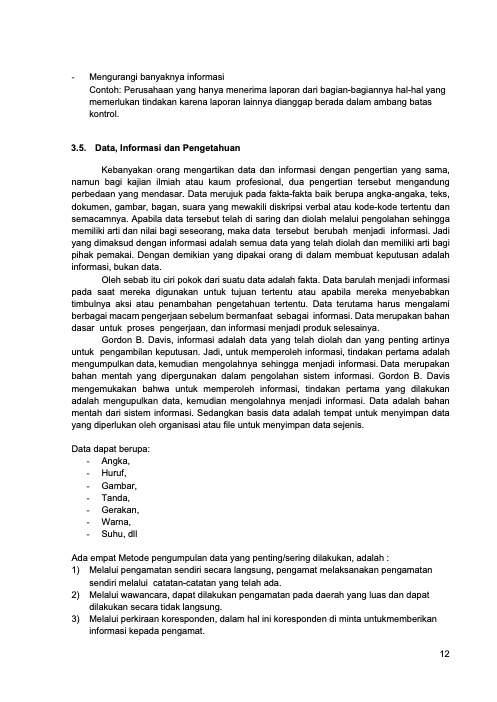 - Mengurangi banyaknya informasi
Contoh: Perusahaan yang hanya menerima laporan dari bagian-bagiannya hal-hal yang
memerlukan tindakan karena laporan lainnya dianggap berada dalam ambang batas
kontrol.
3.5. Data, Informasi dan Pengetahuan
Kebanyakan orang mengartikan data dan informasi dengan pengertian yang sama,
namun bagi kajian ilmiah atau kaum profesional, dua pengertian tersebut mengandung
perbedaan yang mendasar. Data merujuk pada fakta-fakta baik berupa angka-angaka, teks,
dokumen, gambar, bagan, suara yang mewakili diskripsi verbal atau kode-kode tertentu dan
semacamnya. Apabila data tersebut telah di saring dan diolah melalui pengolahan sehingga
memiliki arti dan nilai bagi seseorang, maka data tersebut berubah menjadi informasi. Jadi
yang dimaksud dengan informasi adalah semua data yang telah diolah dan memiliki arti bagi
pihak pemakai. Dengan demikian yang dipakai orang di dalam membuat keputusan adalah
informasi, bukan data.
Oleh sebab itu ciri pokok dari suatu data adalah fakta. Data barulah menjadi informasi
pada saat mereka digunakan untuk tujuan tertentu atau apabila mereka menyebabkan
timbulnya aksi atau penambahan pengetahuan tertentu. Data terutama harus mengalami
berbagai macam pengerjaan sebelum bermanfaat sebagai informasi. Data merupakan bahan
dasar untuk proses pengerjaan, dan informasi menjadi produk selesainya.
Gordon B. Davis, informasi adalah data yang telah diolah dan yang penting artinya
untuk pengambilan keputusan. Jadi, untuk memperoleh informasi, tindakan pertama adalah
mengumpulkan data, kemudian mengolahnya sehingga menjadi informasi. Data merupakan
bahan mentah yang dipergunakan dalam pengolahan sistem informasi. Gordon B. Davis
mengemukakan bahwa untuk memperoleh informasi, tindakan pertama yang dilakukan
adalah mengupulkan data, kemudian mengolahnya menjadi informasi. Data adalah bahan
mentah dari sistem informasi. Sedangkan basis data adalah tempat untuk menyimpan data
yang diperlukan oleh organisasi atau file untuk menyimpan data sejenis.
Data dapat berupa:
- Angka,
- Huruf,
- Gambar,
- Tanda,
- Gerakan,
- Warna,
- Suhu, dll
Ada empat Metode pengumpulan data yang penting/sering dilakukan, adalah :
1) Melalui pengamatan sendiri secara langsung, pengamat melaksanakan pengamatan
sendiri melalui catatan-catatan yang telah ada.
2) Melalui wawancara, dapat dilakukan pengamatan pada daerah yang luas dan dapat
dilakukan secara tidak langsung.
3) Melalui perkiraan koresponden, dalam hal ini koresponden di minta untukmemberikan
informasi kepada pengamat.
12